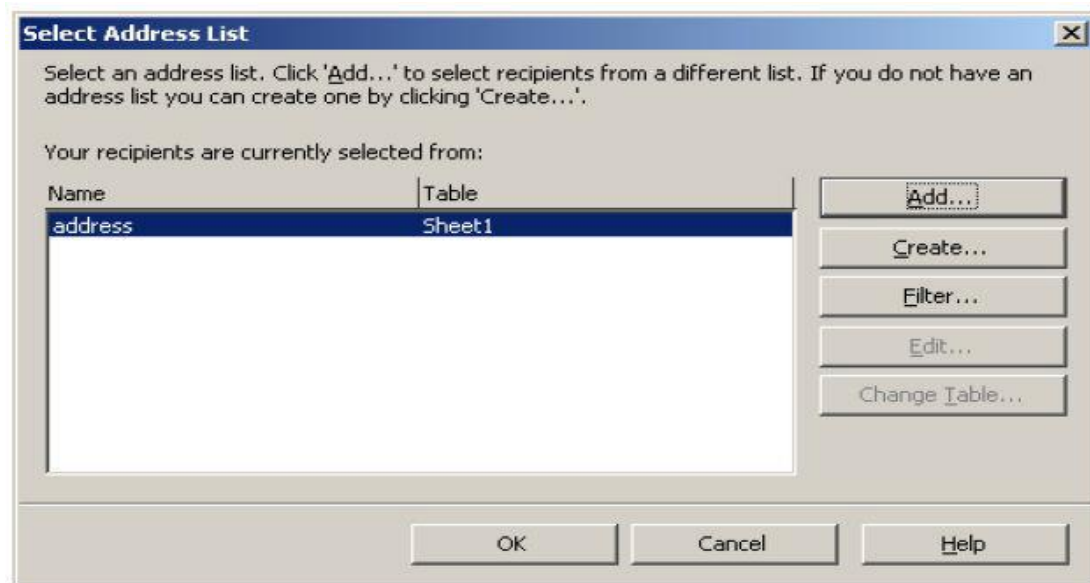 Select Address List
Select an address list. Click 'Add...' to select recipients from a different list. If you do not have an
address list you can create one by clicking 'Create...'.
Your recipients are currently selected from:
Name Table
address Sheet1
Add...
Create...
Filter...
Edit...
Change Table...
OK Cancel Help